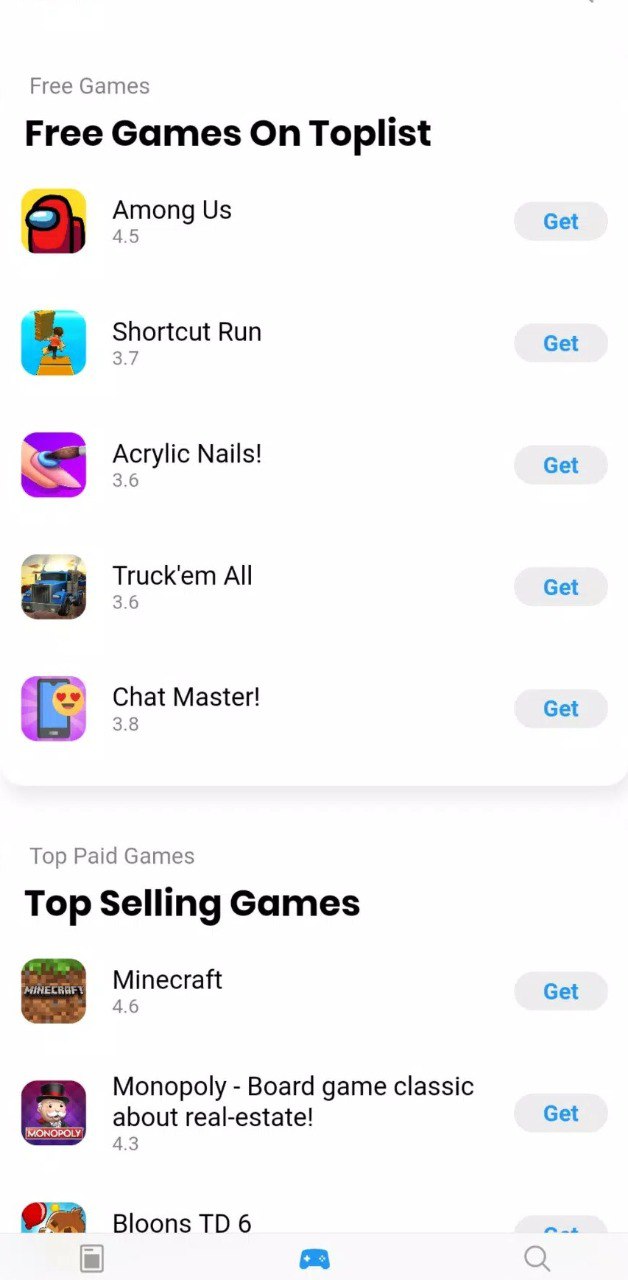 Free Games
Free Games On Toplist
Among Us
4.5
Get
Shortcut Run
3.7
Get
Acrylic Nails!
3.6
Get
Truck'em All
3.6
Get
Chat Master!
3.8
Get
Top Paid Games
Top Selling Games
MINECRAFT
Minecraft
4.6
Get
MONOPOLY
Monopoly - Board game classic
about real-estate!
4.3
Get
Bloons TD 6
Get